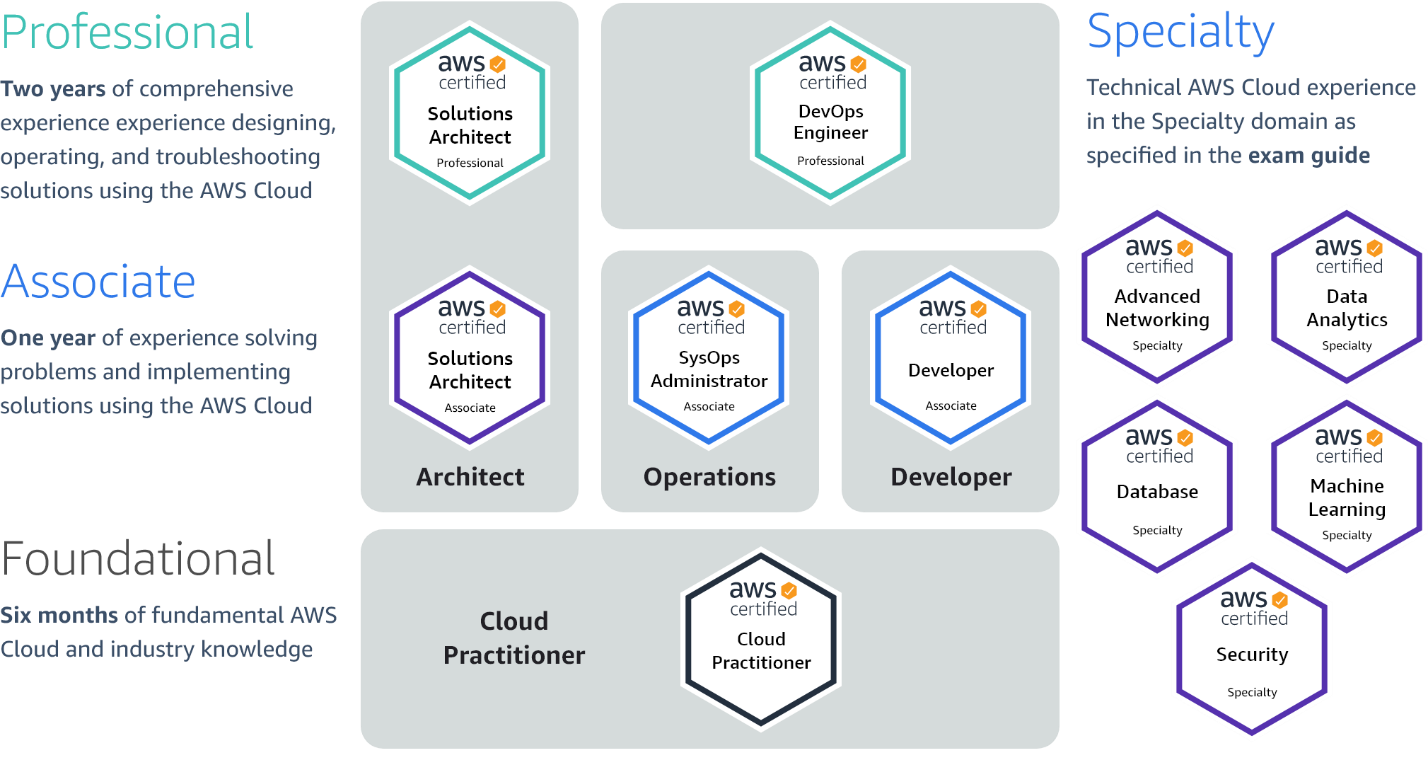 Professional
Two years of comprehensive
experience experience designing,
operating, and troubleshooting
solutions using the AWS Cloud
aws
certified
Solutions
Architect
Professional
aws
certified
DevOps
Engineer
Professional
Associate
One year of experience solving
problems and implementing
solutions using the AWS Cloud
aws
certified
Solutions
Architect
Associate
Architect
aws
certified
SysOps
Administrator
Associate
Operations
aws
certified
Developer
Associate
Developer
Foundational
Six months of fundamental AWS
Cloud and industry knowledge
Cloud
Practitioner
aws
certified
Cloud
Practitioner
Specialty
Technical AWS Cloud experience
in the Specialty domain as
specified in the exam guide
aws
certified
Advanced
Networking
Specialty
aws
certified
Data
Analytics
Specialty
aws
certified
Database
Specialty
aws
certified
Machine
Learning
Specialty
aws
certified
Security
Specialty